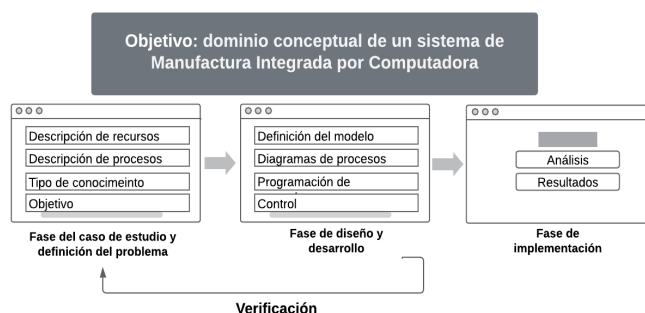 Objetivo: dominio conceptual de un sistema de
Manufactura Integrada por Computadora
Descripción de recursos
Descripción de procesos
Tipo de conocimeinto
Objetivo
Fase del caso de estudio y
definición del problema
Definición del modelo
Diagramas de procesos
Programación de
Control
Fase de diseño y
desarrollo
Análisis
Resultados
Fase de
implementación
Verificación